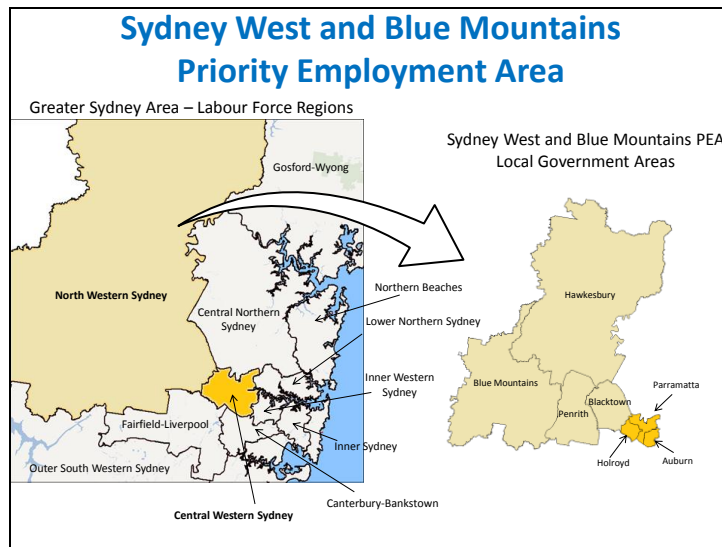 Sydney West and Blue Mountains
Priority Employment Area
Greater Sydney Area – Labour Force Regions
Sydney West and Blue Mountains PEA
Local Government Areas
Gosford-Wyong
North Western Sydney
Central Northern
Sydney
Northern Beaches
Lower Northern Sydney
Inner Western
Sydney
Fairfield-Liverpool
Inner Sydney
Outer South Western Sydney
Canterbury-Bankstown
Central Western Sydney
Hawkesbury
Blue Mountains
Penrith
Blacktown
Parramatta
Holroyd
Auburn